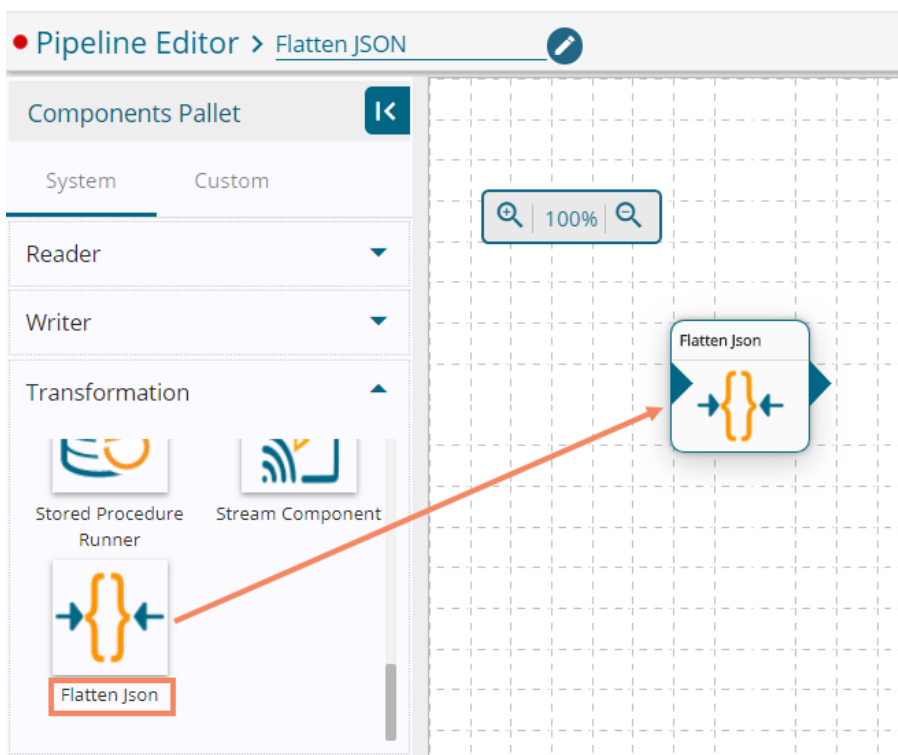 Pipeline Editor > Flatten JSON
Components Pallet
System Custom
100%
Reader
Writer
Transformation
Flatten Json
Stored Procedure
Runner
Stream Component
Flatten Json